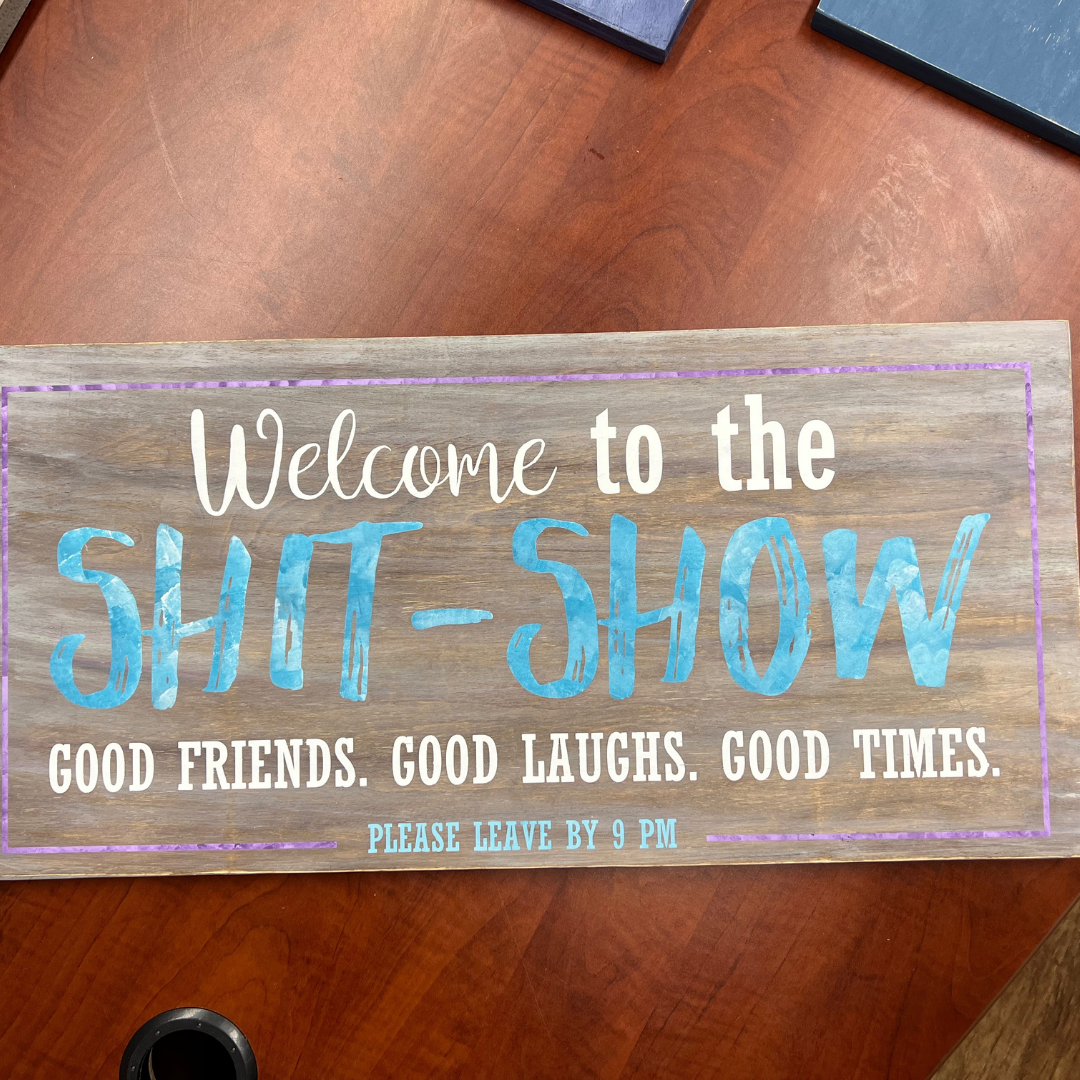 Welcome to the
SHIT-SHOW
GOOD FRIENDS. GOOD LAUGHS. GOOD TIMES.
PLEASE LEAVE BY 9 PM